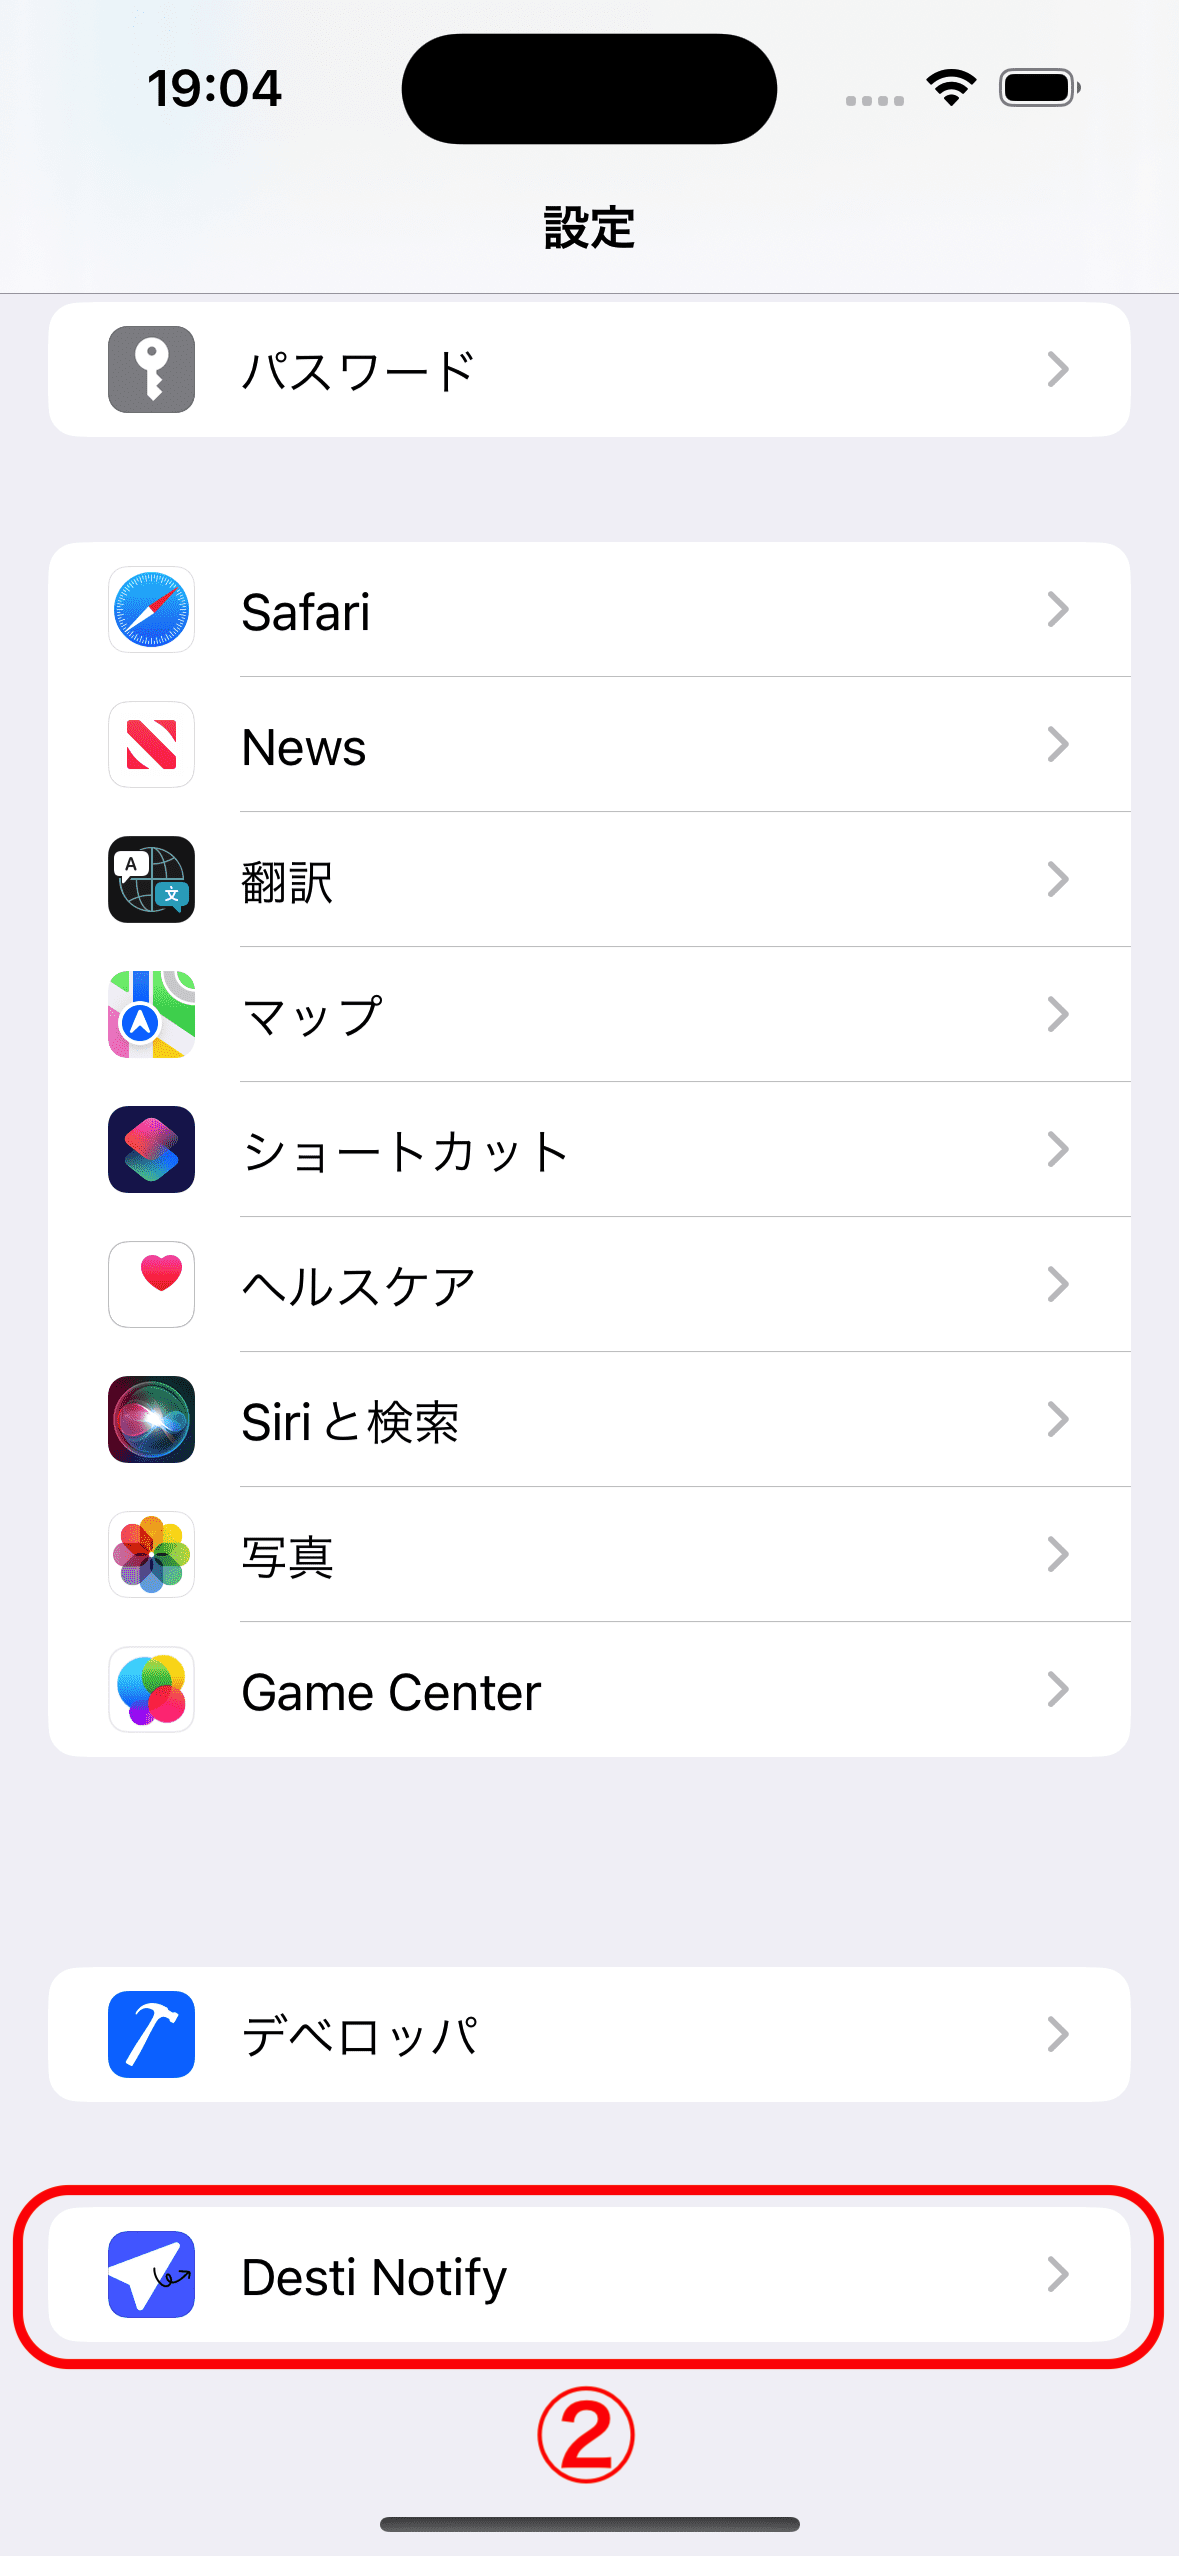 19:04
設定
パスワード
Safari
News
A
文
翻訳
マップ
ショートカット
ヘルスケア
Siriと検索
写真
Game Center
デベロッパ
Desti Notify
②